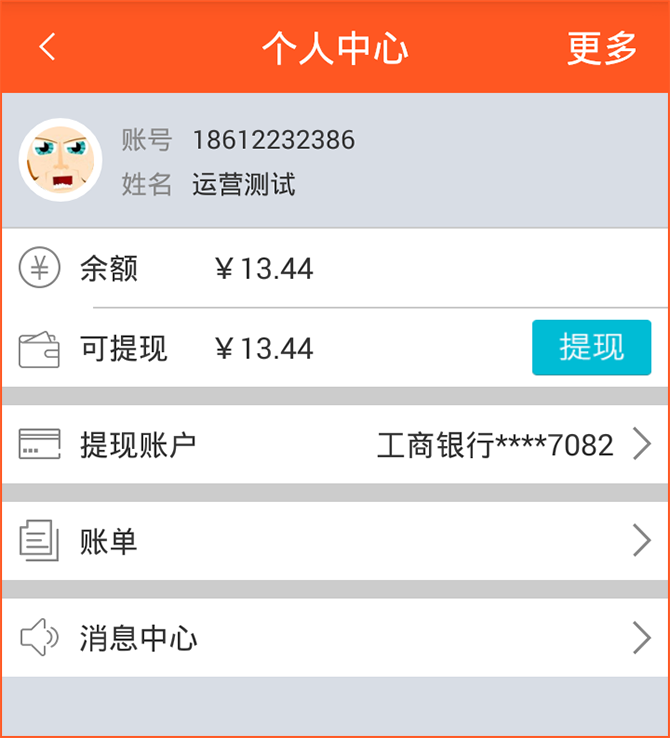 个人中心 更多
账号 18612232386
姓名 运营测试
余额 ￥13.44
可提现 ￥13.44 提现
提现账户 工商银行****7082
账单
消息中心